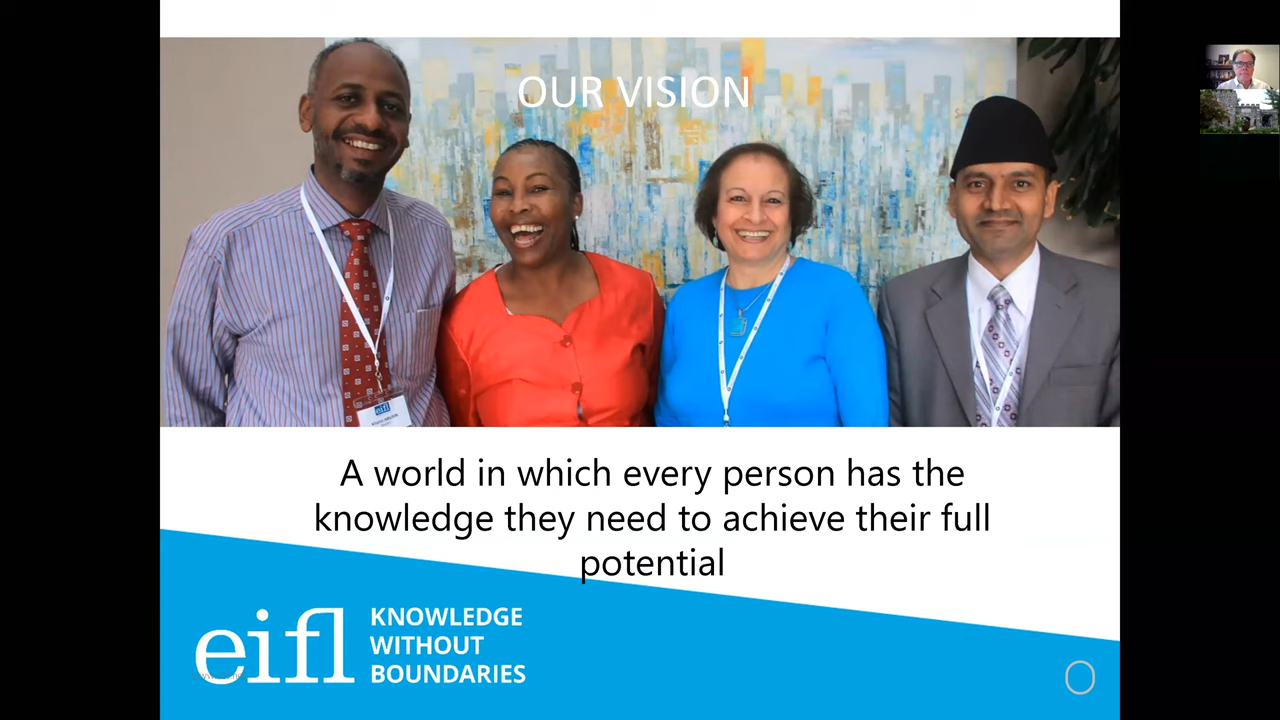 OUR VISION
eifl
A world in which every person has the
knowledge they need to achieve their full
potential
eifl
KNOWLEDGE
WITHOUT
BOUNDARIES